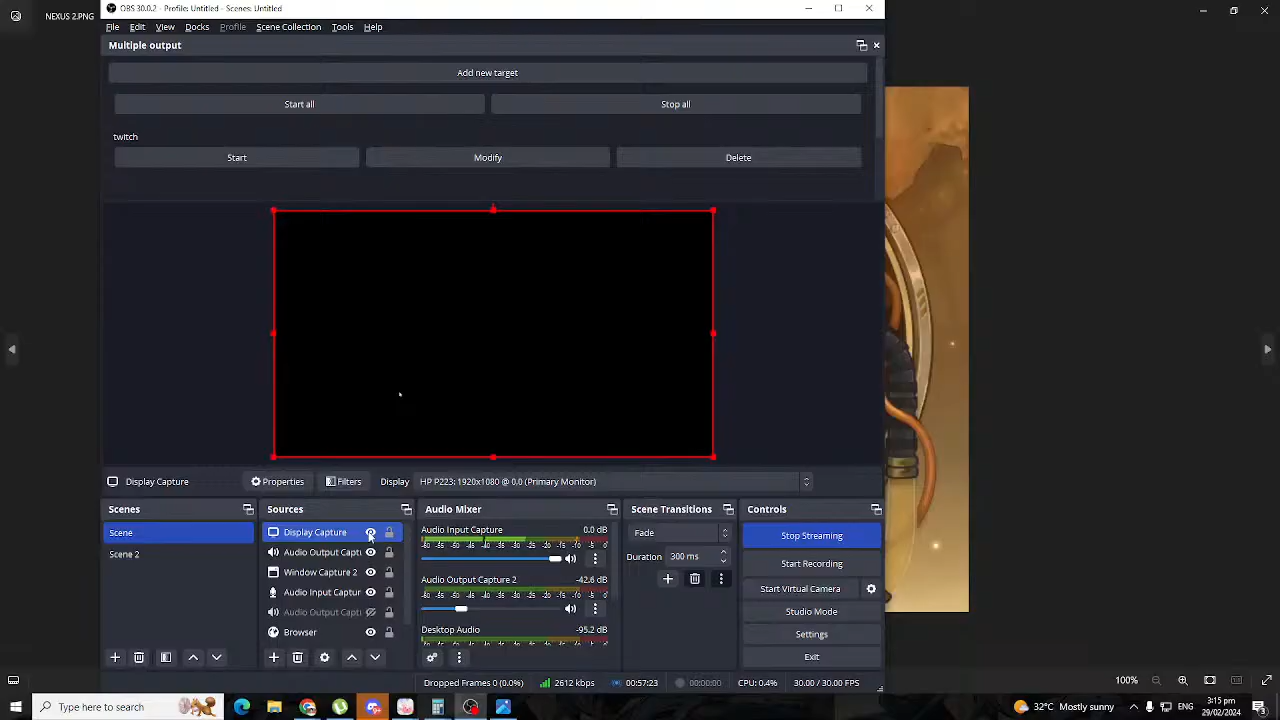 NEXUS 2.PNG
OBS 30.0.2 - Profile: Untitled - Scenes: Untitled
File Edit View Docks Profile Scene Collection Tools Help
Multiple output
Add new target
Start all Stop all
twitch
Start Modify Delete
Display Capture Properties Filters Display HP P223: 1920x1080 @ 0,0 (Primary Monitor)
Scenes Sources Audio Mixer Scene Transitions Controls
Scene
Scene 2
Display Capture
Audio Output Captu
Window Capture 2
Audio Input Captur
Audio Output Captu
Browser
Audio Input Capture 0.0 dB
Audio Output Capture 2 -42.6 dB
Desktop Audio -95.2 dB
Fade
Duration 300 ms
Stop Streaming
Start Recording
Start Virtual Camera
Studio Mode
Settings
Exit
Dropped Frames 0 (0.0%) 2612 kbps 00:57:23 00:00:00 CPU: 0.4% 30.00 / 30.00 FPS
100%
Type here to search
32°C Mostly sunny
ENG
3:15 pm
29/02/2024